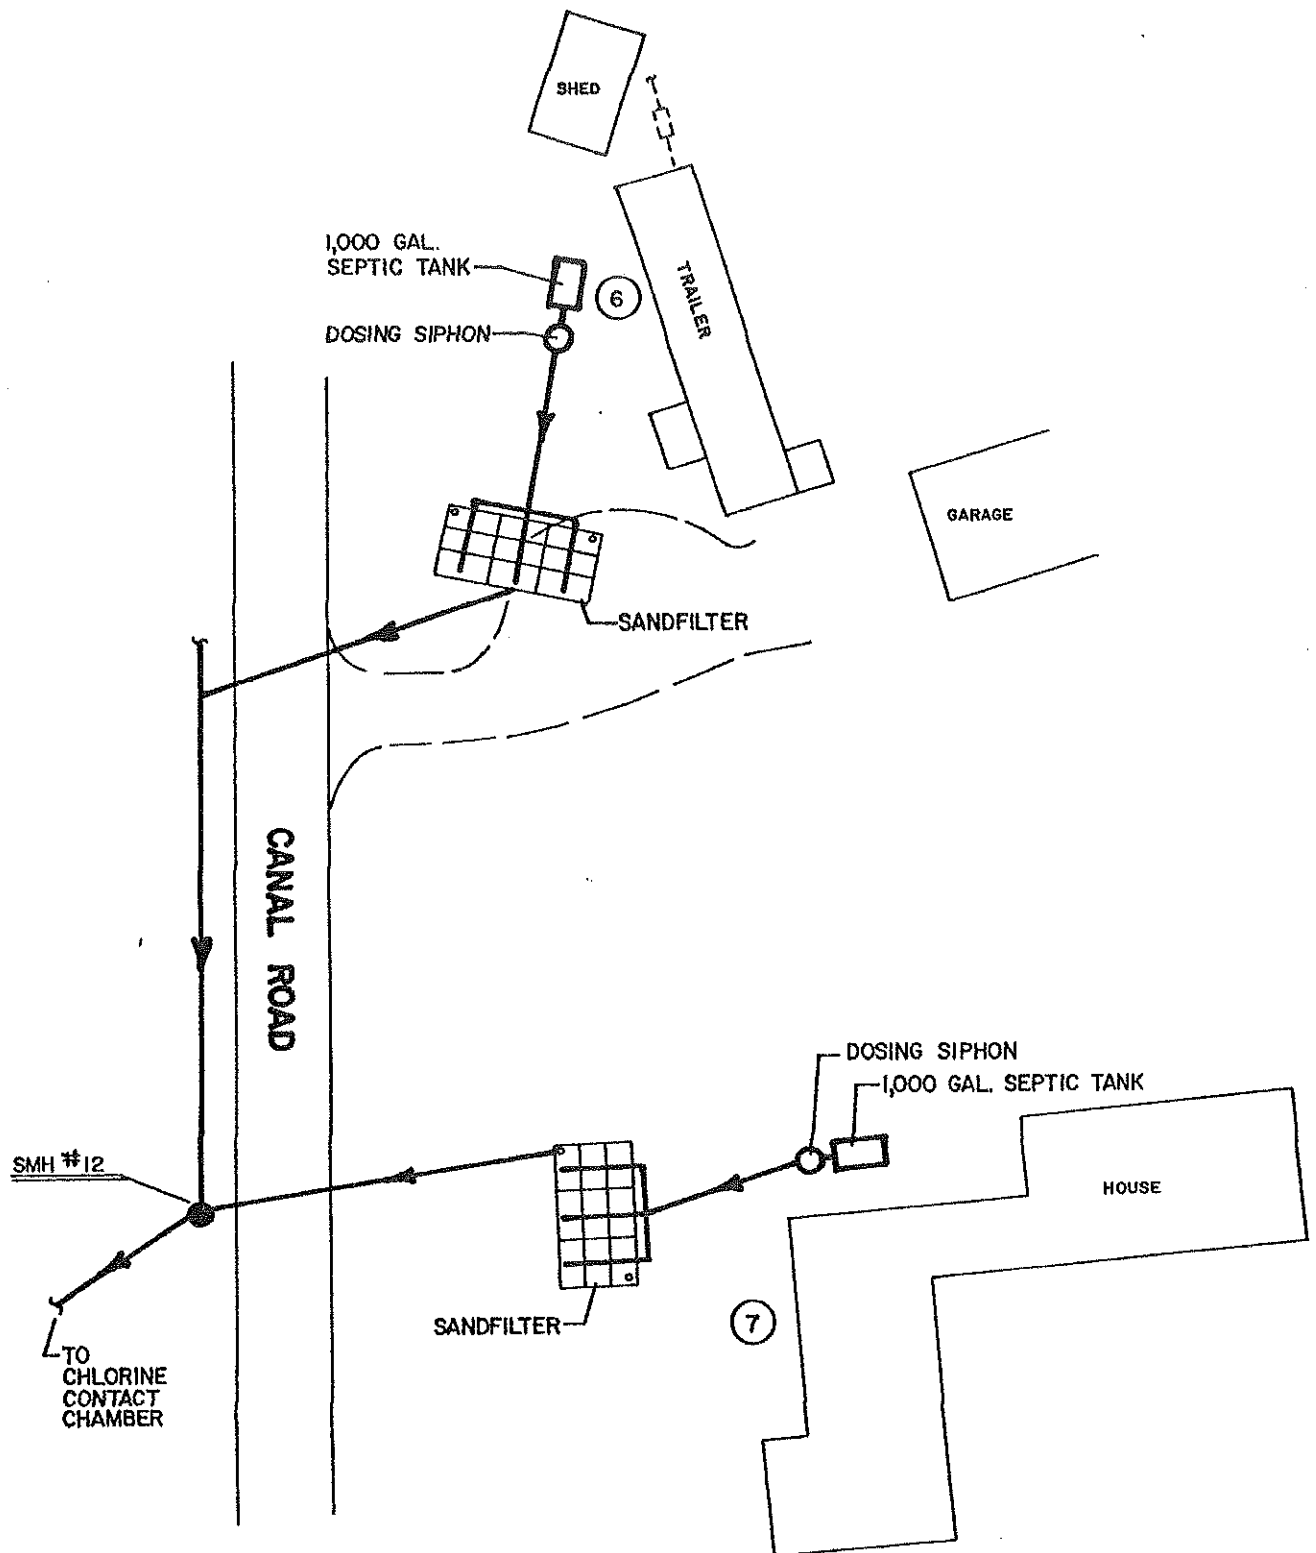 SHED
1,000 GAL.
SEPTIC TANK
6
TRAILER
DOSING SIPHON
GARAGE
SANDFILTER
CANAL ROAD
DOSING SIPHON
1,000 GAL. SEPTIC TANK
SMH #12
HOUSE
SANDFILTER
7
TO
CHLORINE
CONTACT
CHAMBER